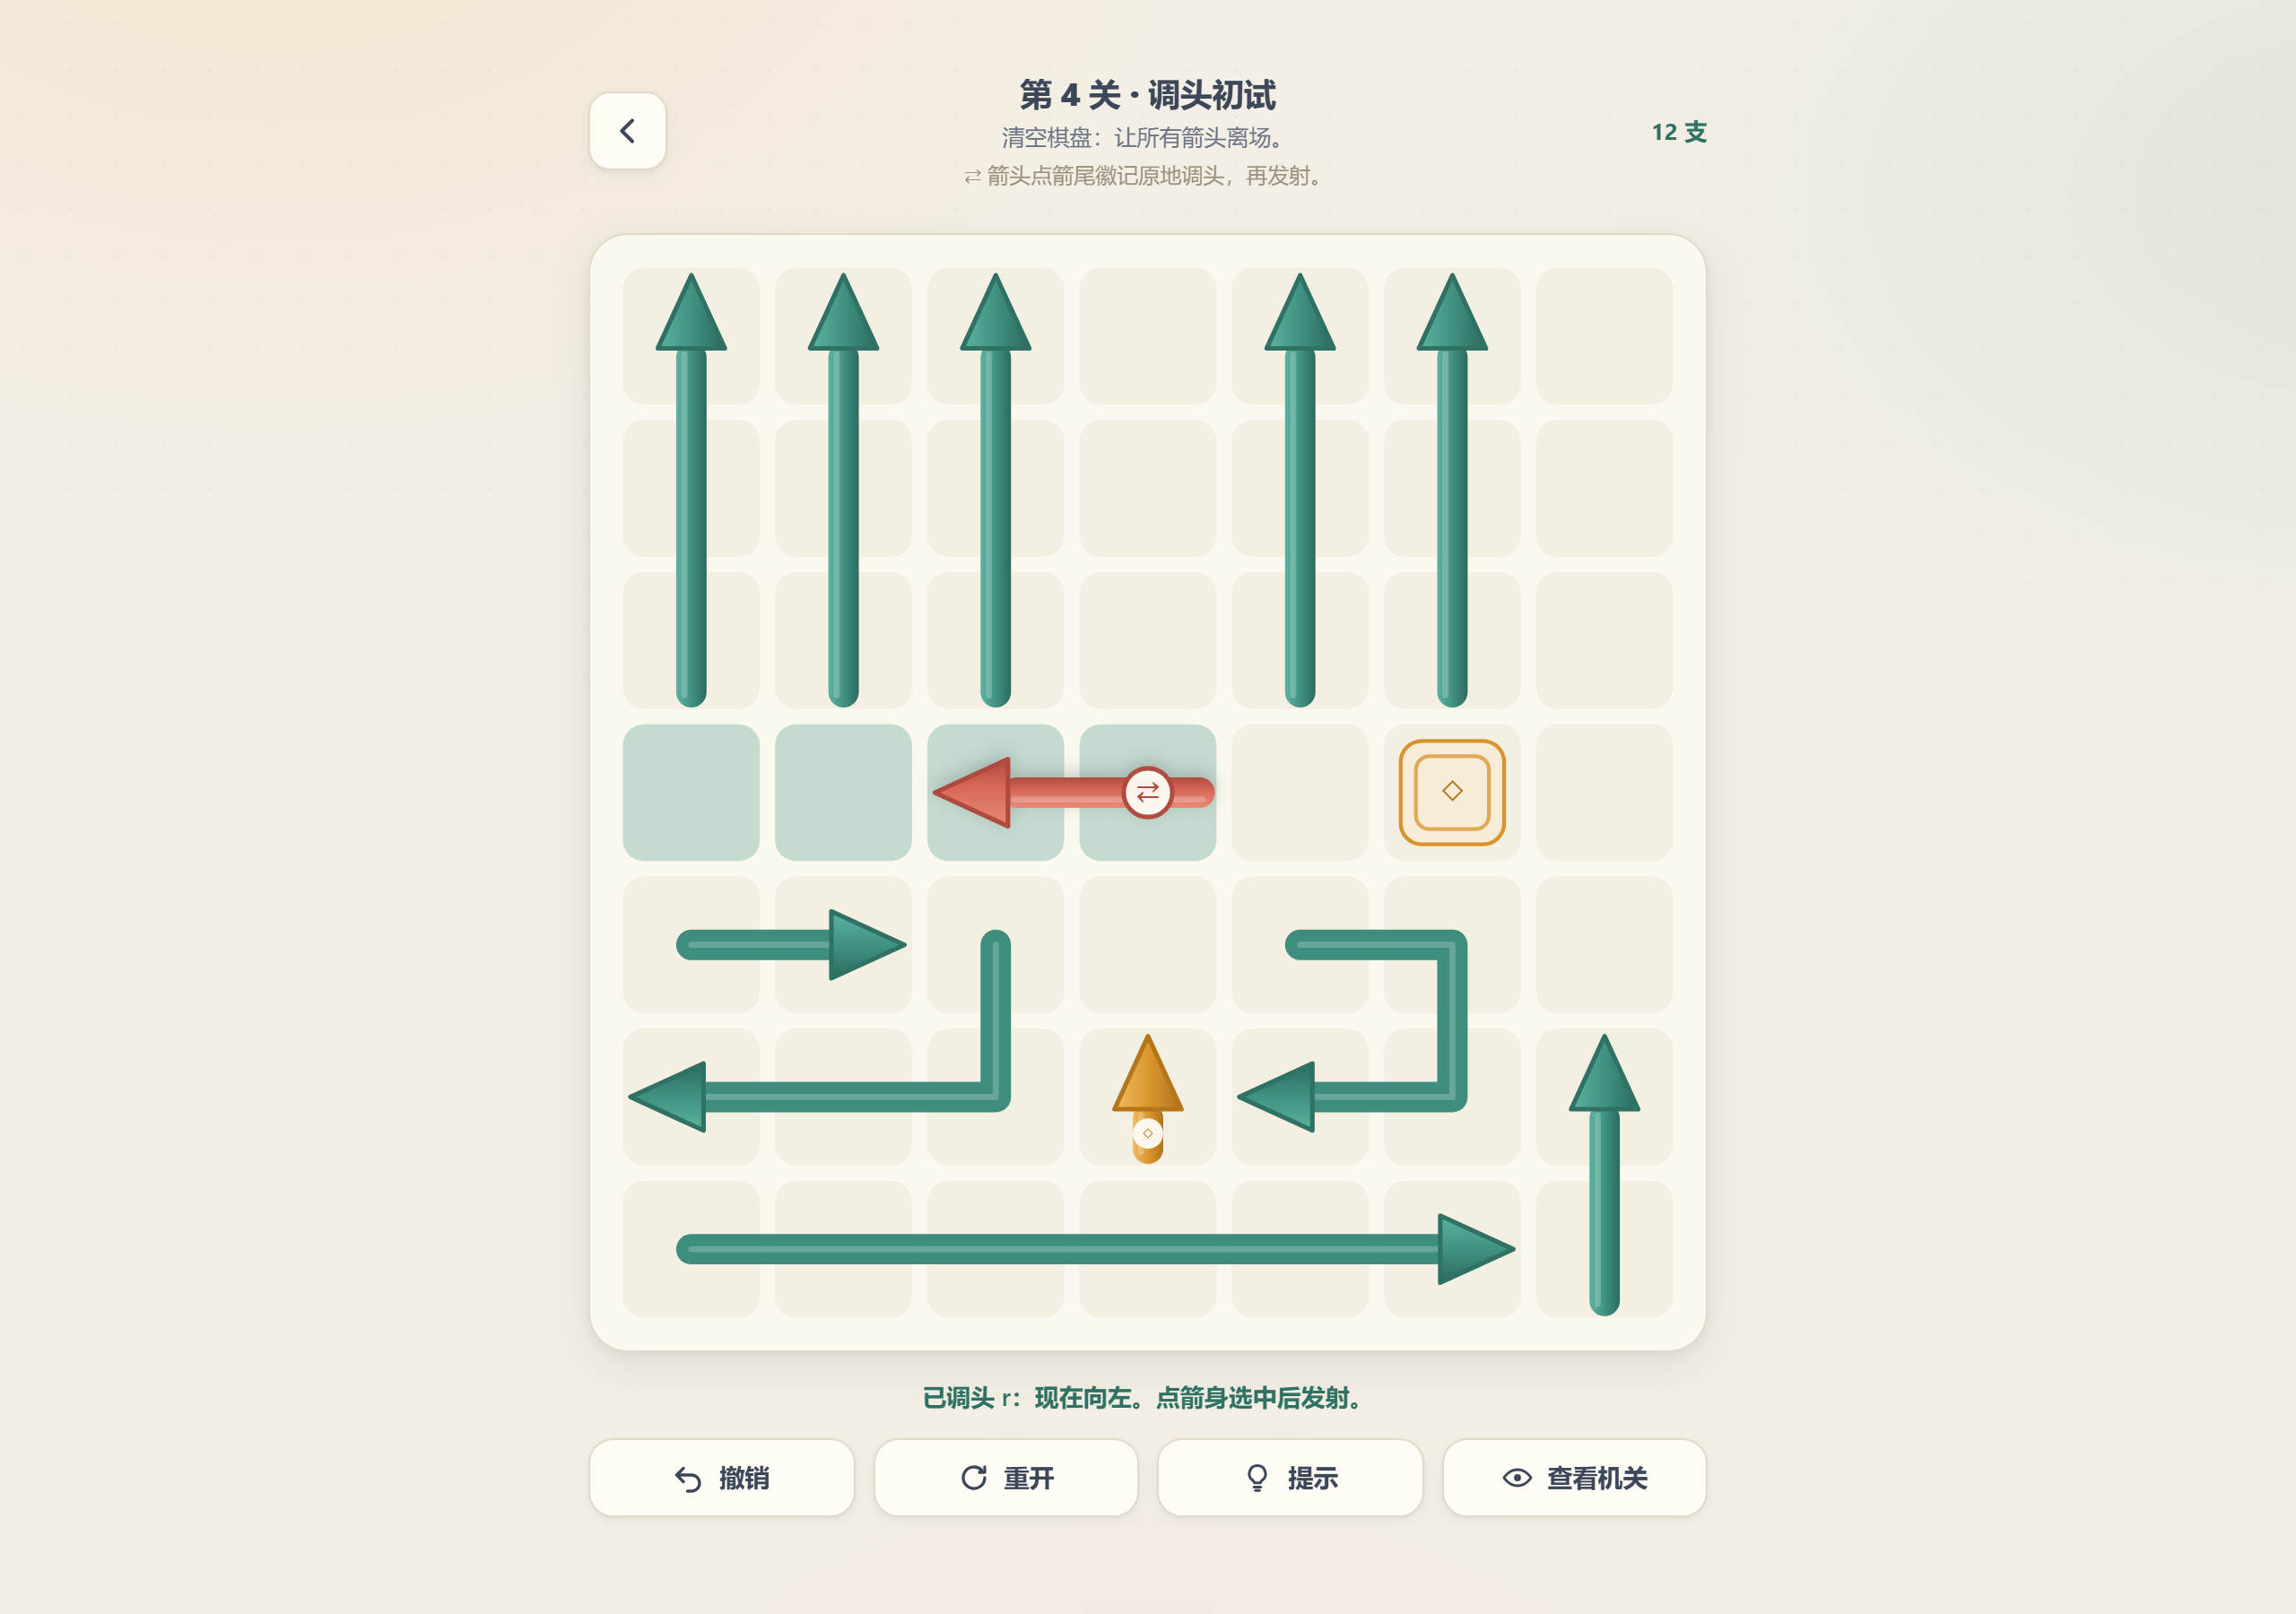 第 4 关 · 调头初试
清空棋盘：让所有箭头离场。
12 支
⇄ 箭头点箭尾徽记原地调头，再发射。
已调头 r：现在向左。点箭身选中后发射。
撤销
重开
提示
查看机关